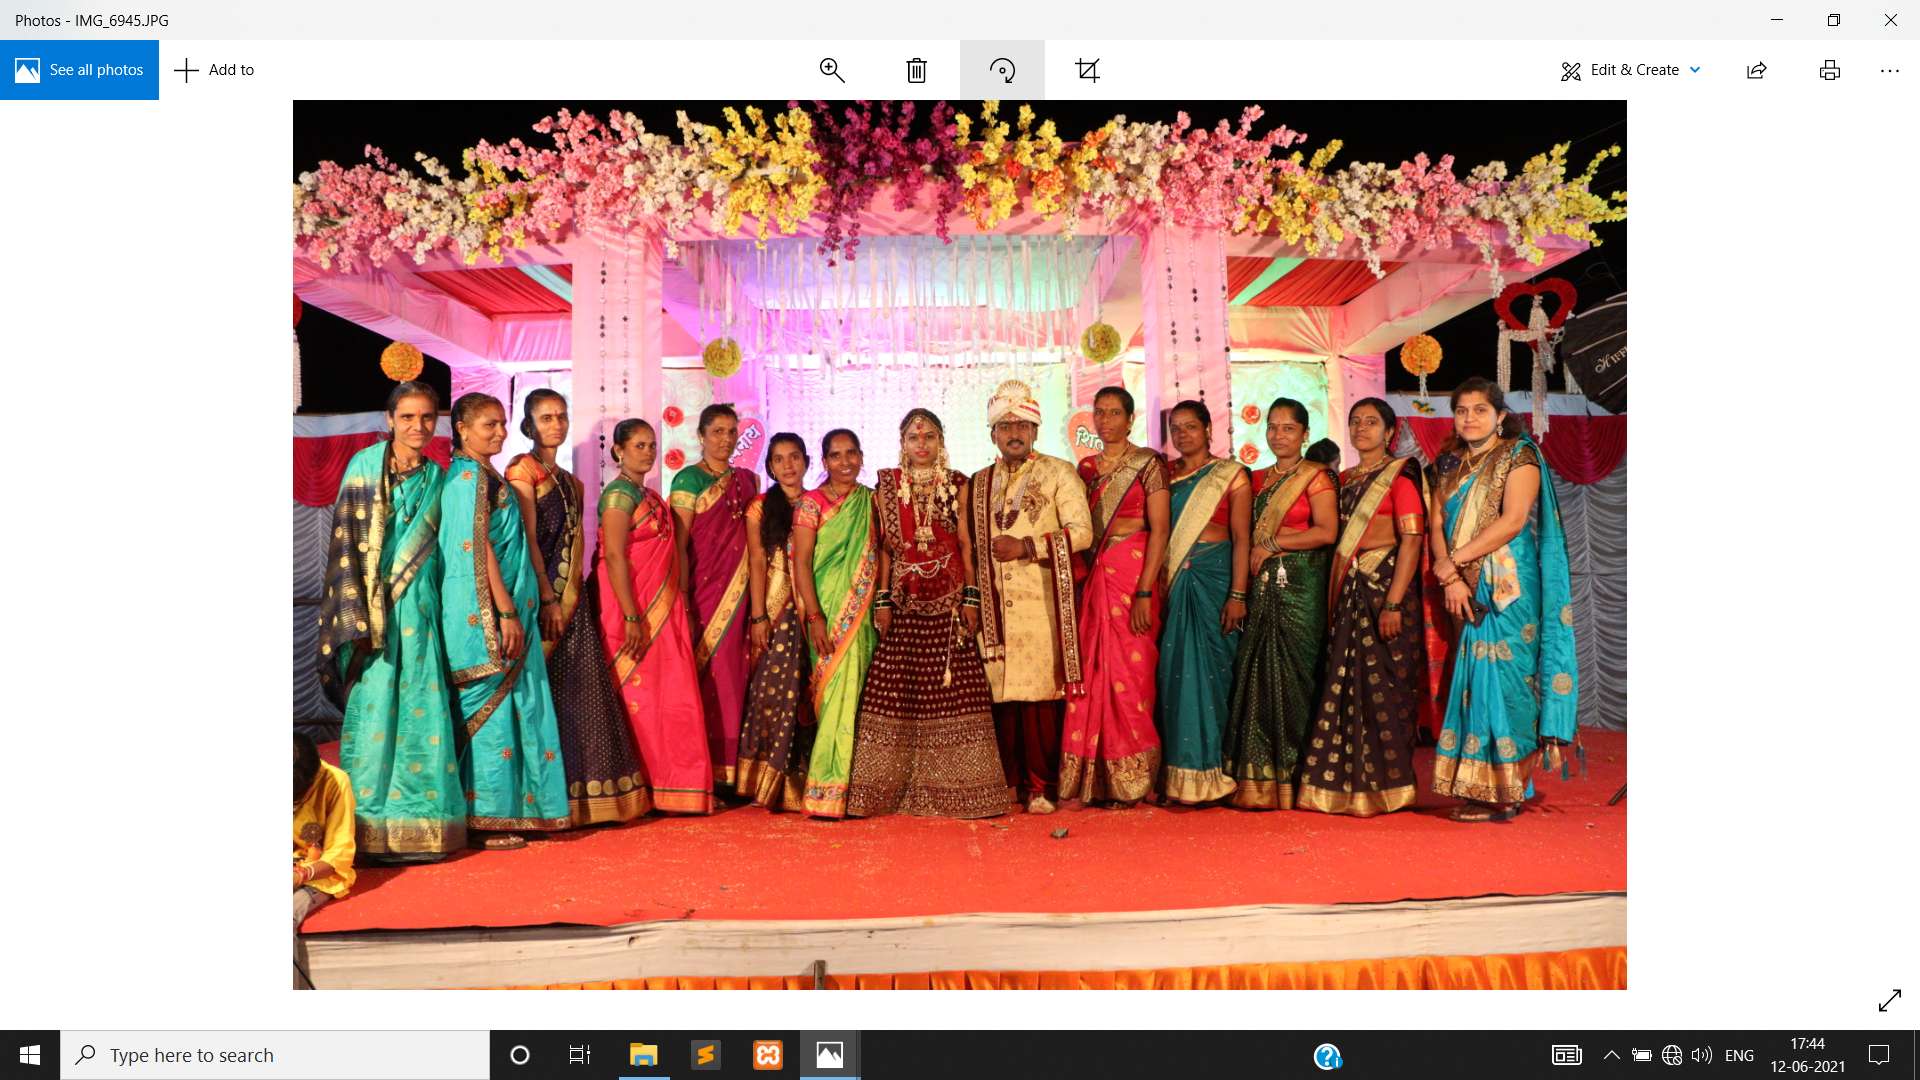 Photos - IMG_6945.JPG
See all photos
Add to
Edit & Create
Type here to search
ENG
17:44
12-06-2021